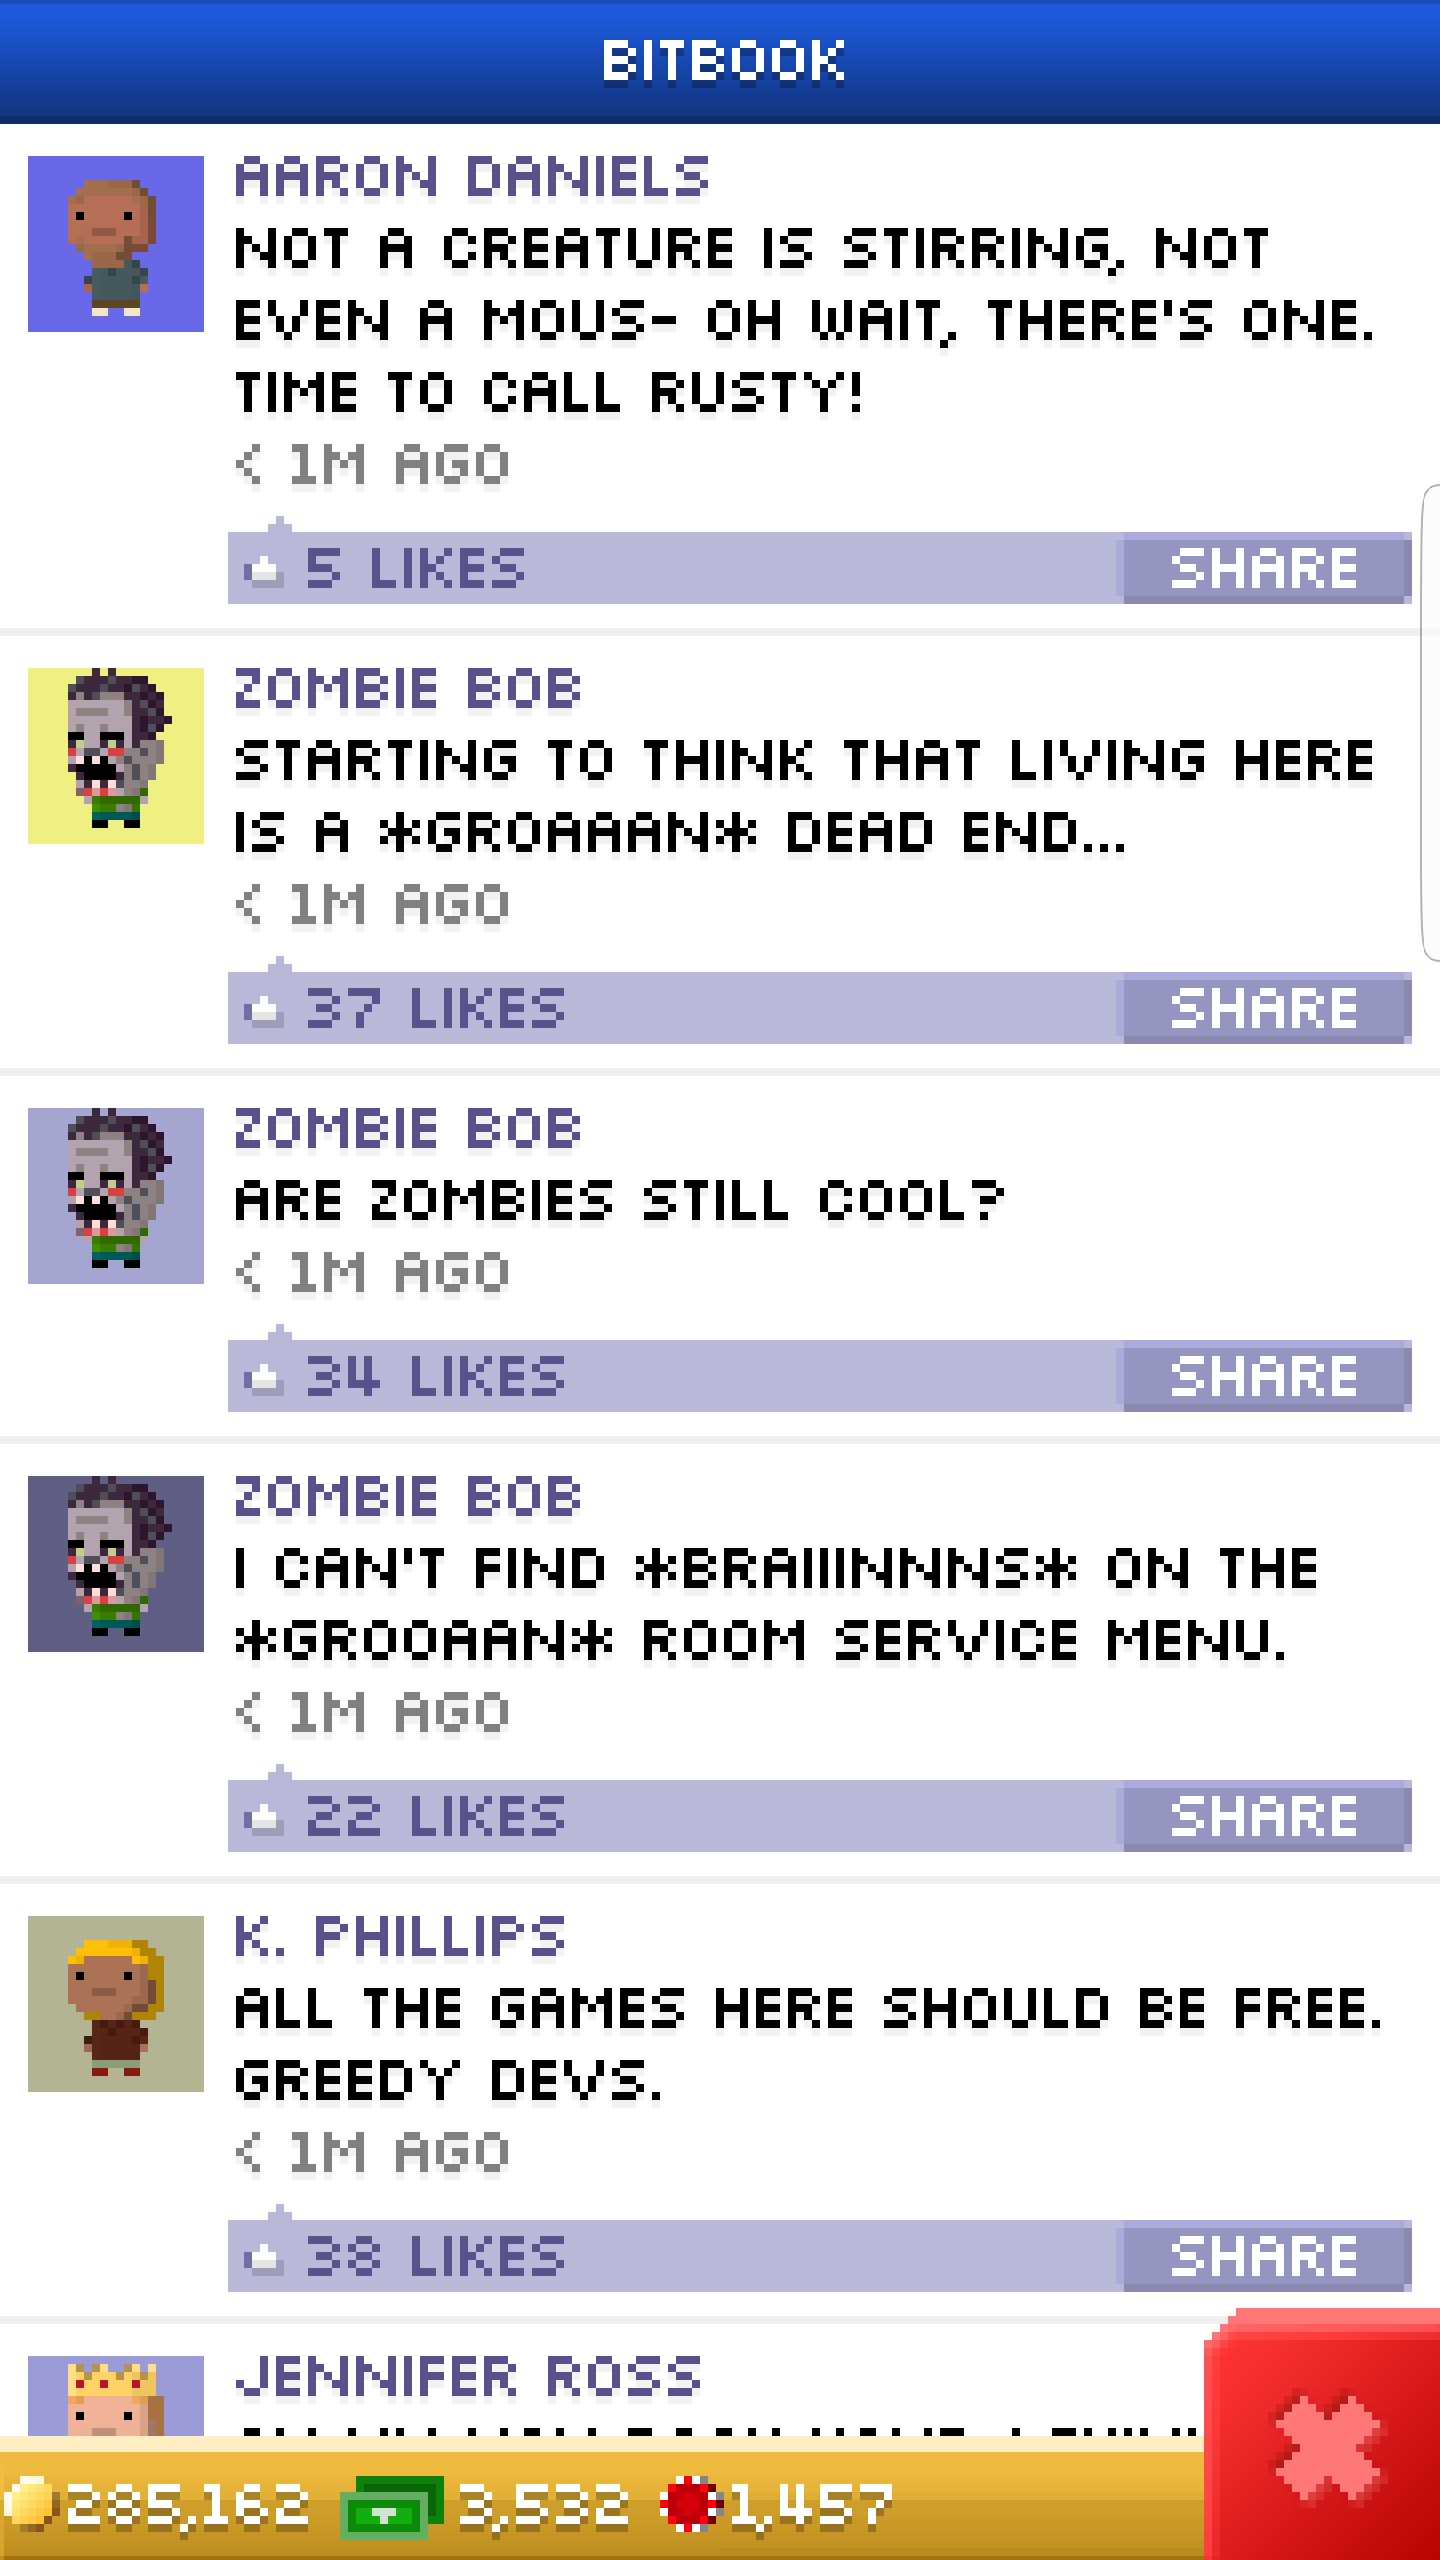 BITBOOK
AARON DANIELS
NOT A CREATURE IS STIRRING, NOT
EVEN A MOUS- OH WAIT, THERE'S ONE.
TIME TO CALL RUSTY!
< 1M AGO
5 LIKES SHARE
ZOMBIE BOB
STARTING TO THINK THAT LIVING HERE
IS A *GROAAAN* DEAD END...
< 1M AGO
37 LIKES SHARE
ZOMBIE BOB
ARE ZOMBIES STILL COOL?
< 1M AGO
34 LIKES SHARE
ZOMBIE BOB
I CAN'T FIND *BRAIIINNNS* ON THE
*GROOAAN* ROOM SERVICE MENU.
< 1M AGO
22 LIKES SHARE
K. PHILLIPS
ALL THE GAMES HERE SHOULD BE FREE.
GREEDY DEVS.
< 1M AGO
38 LIKES SHARE
JENNIFER ROSS
285,162 3,532 1,457